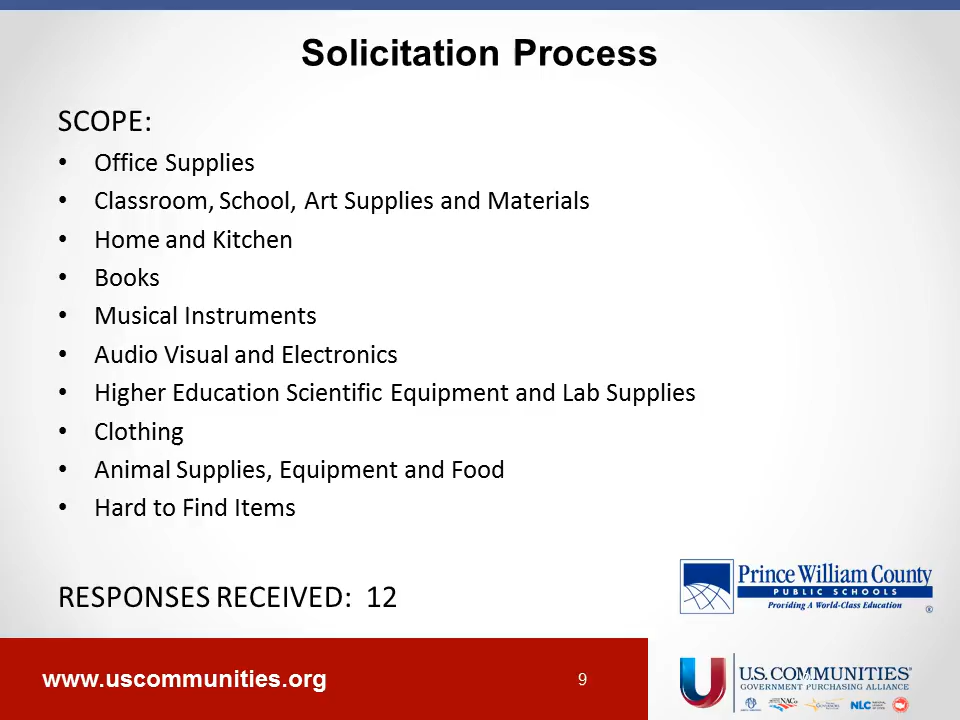 Solicitation Process
SCOPE:
• Office Supplies
• Classroom, School, Art Supplies and Materials
• Home and Kitchen
• Books
• Musical Instruments
• Audio Visual and Electronics
• Higher Education Scientific Equipment and Lab Supplies
• Clothing
• Animal Supplies, Equipment and Food
• Hard to Find Items
RESPONSES RECEIVED: 12
Prince William County
PUBLIC SCHOOLS
Providing A World-Class Education
®
www.uscommunities.org
9
U.S. COMMUNITIES®
GOVERNMENT PURCHASING ALLIANCE
NACo
NLC